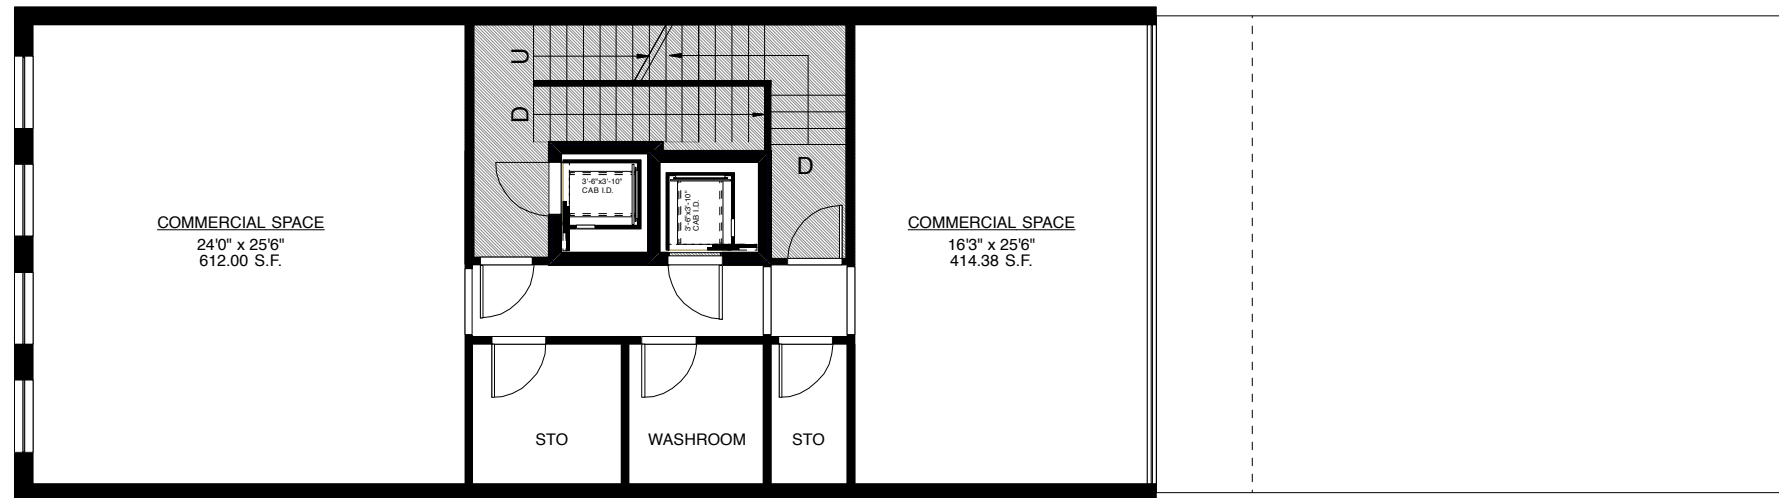 U
D
D
3'-6"x3'-10"
CAB I.D.
3'-6"x3'-10"
CAB I.D.
COMMERCIAL SPACE
24'0" x 25'6"
612.00 S.F.
COMMERCIAL SPACE
16'3" x 25'6"
414.38 S.F.
STO
WASHROOM
STO